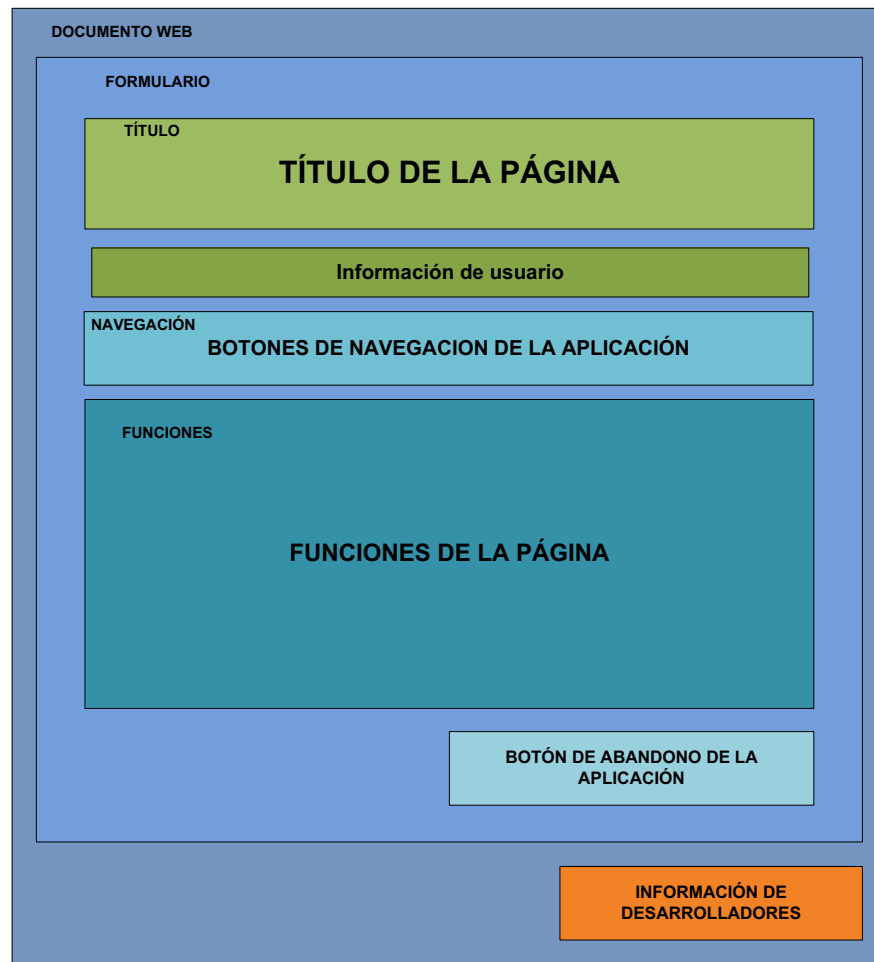 DOCUMENTO WEB
FORMULARIO
TÍTULO
TÍTULO DE LA PÁGINA
Información de usuario
NAVEGACIÓN
BOTONES DE NAVEGACION DE LA APLICACIÓN
FUNCIONES
FUNCIONES DE LA PÁGINA
BOTÓN DE ABANDONO DE LA
APLICACIÓN
INFORMACIÓN DE
DESARROLLADORES